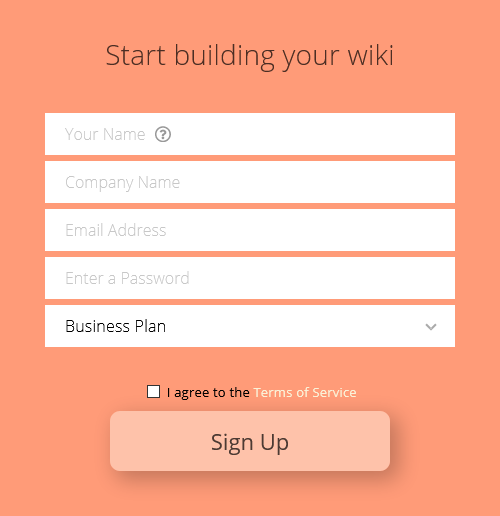 Start building your wiki
Your Name
Company Name
Email Address
Enter a Password
Business Plan
I agree to the Terms of Service
Sign Up